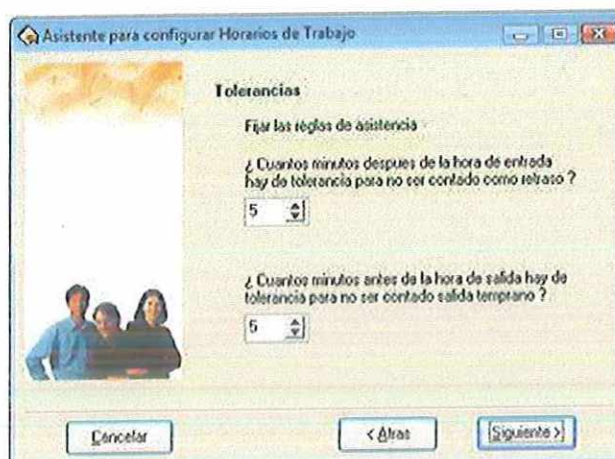 Asistente para configurar Horarios de Trabajo
Tolerancias
Fijar las reglas de asistencia
¿ Cuantos minutos despues de la hora de entrada
hay de tolerancia para no ser contado como retraso ?
5
¿ Cuantos minutos antes de la hora de salida hay de
tolerancia para no ser contado salida temprano ?
5
Cancelar
< Atras
Siguiente >